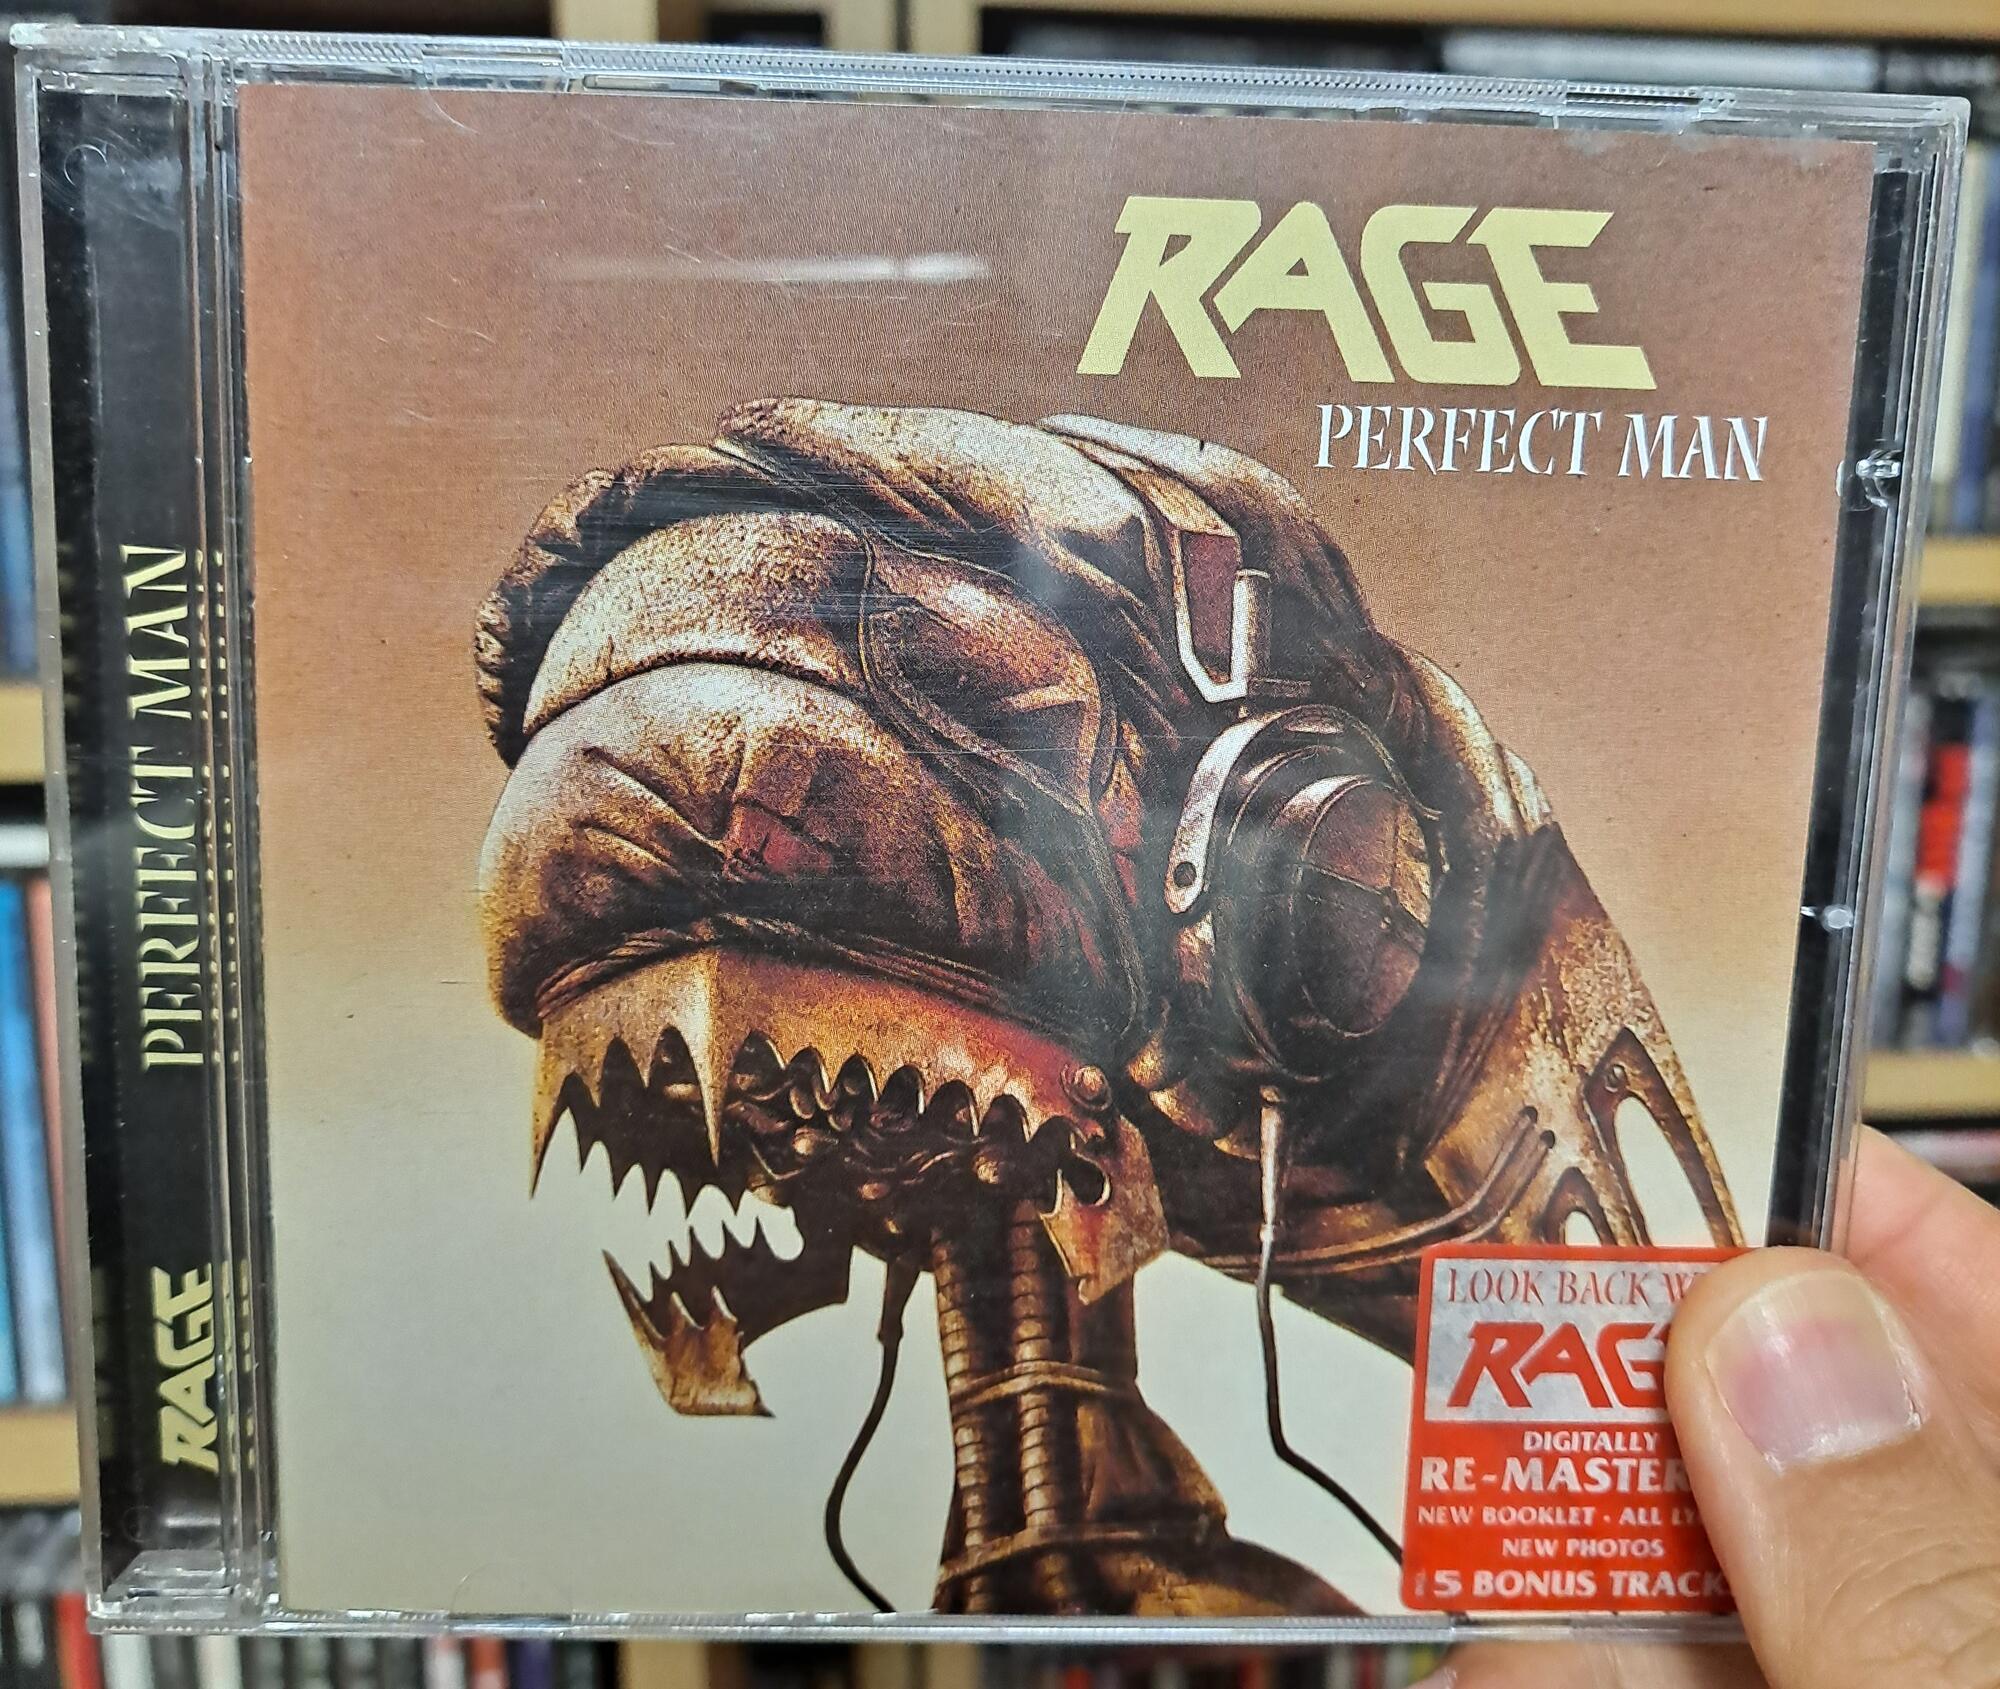 RAGE
PERFECT MAN
PERFECT MAN
RAGE
LOOK BACK
RAG
DIGITALLY
RE-MASTER
NEW BOOKLET · ALL
NEW PHOTOS
5 BONUS TRACK